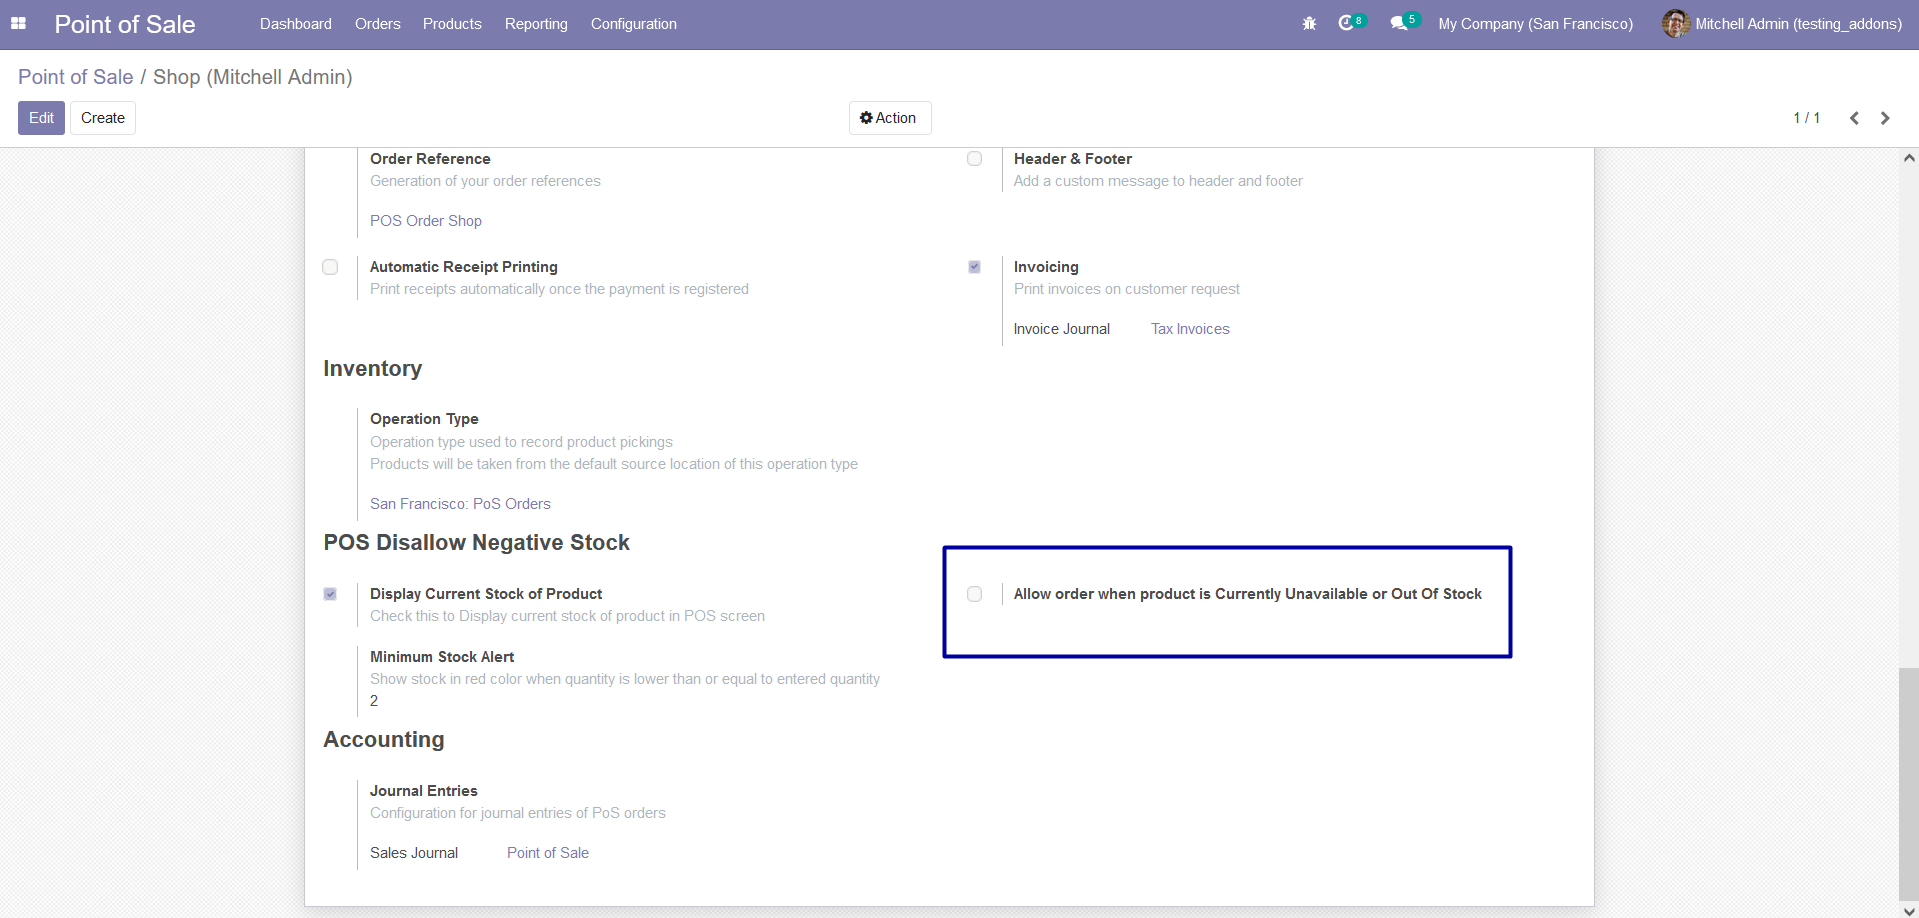 Point of Sale Dashboard Orders Products Reporting Configuration 8 5 My Company (San Francisco) Mitchell Admin (testing_addons)
Point of Sale / Shop (Mitchell Admin)
Edit Create Action 1 / 1
Order Reference
Generation of your order references
POS Order Shop
Header & Footer
Add a custom message to header and footer
Automatic Receipt Printing
Print receipts automatically once the payment is registered
Invoicing
Print invoices on customer request
Invoice Journal Tax Invoices
Inventory
Operation Type
Operation type used to record product pickings
Products will be taken from the default source location of this operation type
San Francisco: PoS Orders
POS Disallow Negative Stock
Display Current Stock of Product
Check this to Display current stock of product in POS screen
Allow order when product is Currently Unavailable or Out Of Stock
Minimum Stock Alert
Show stock in red color when quantity is lower than or equal to entered quantity
2
Accounting
Journal Entries
Configuration for journal entries of PoS orders
Sales Journal Point of Sale